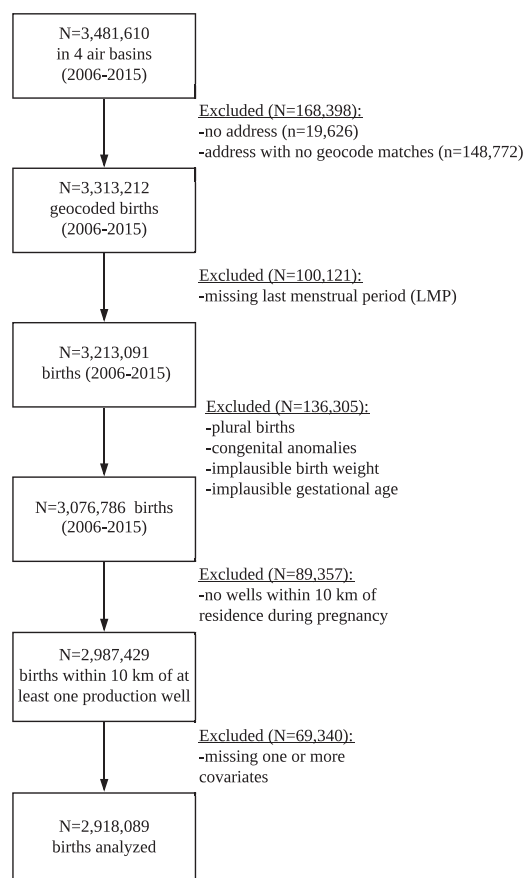 N=3,481,610
in 4 air basins
(2006-2015)
Excluded (N=168,398):
-no address (n=19,626)
-address with no geocode matches (n=148,772)
N=3,313,212
geocoded births
(2006-2015)
Excluded (N=100,121):
-missing last menstrual period (LMP)
N=3,213,091
births (2006-2015)
Excluded (N=136,305):
-plural births
-congenital anomalies
-implausible birth weight
-implausible gestational age
N=3,076,786 births
(2006-2015)
Excluded (N=89,357):
-no wells within 10 km of
residence during pregnancy
N=2,987,429
births within 10 km of at
least one production well
Excluded (N=69,340):
-missing one or more
covariates
N=2,918,089
births analyzed